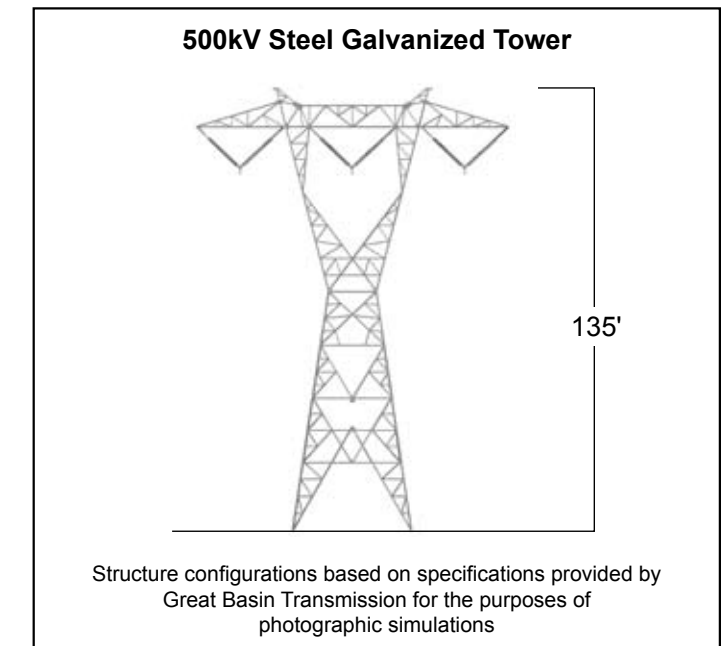 500kV Steel Galvanized Tower
135'
Structure configurations based on specifications provided by
Great Basin Transmission for the purposes of
photographic simulations